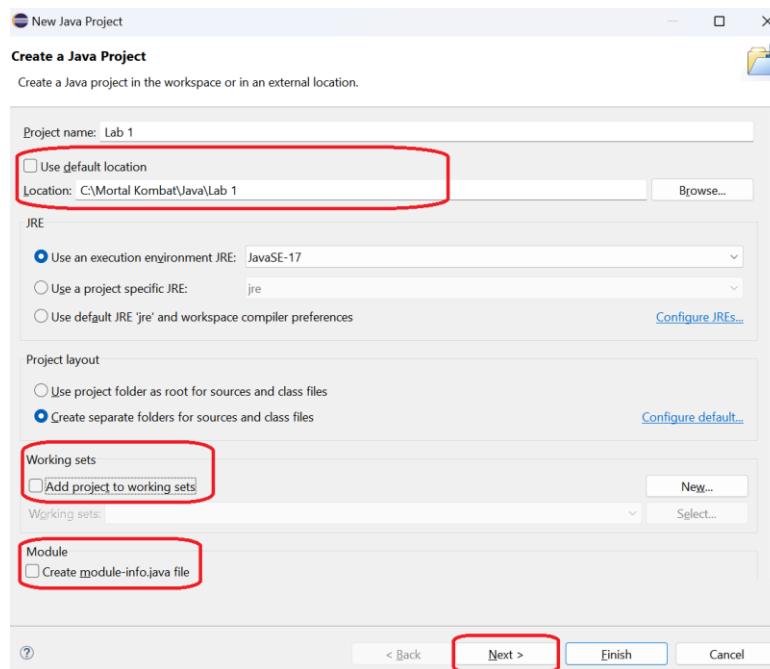 New Java Project
Create a Java Project
Create a Java project in the workspace or in an external location.
Project name: Lab 1
Use default location
Location: C:\Mortal Kombat\Java\Lab 1 Browse...
JRE
Use an execution environment JRE: JavaSE-17
Use a project specific JRE: jre
Use default JRE 'jre' and workspace compiler preferences Configure JREs...
Project layout
Use project folder as root for sources and class files
Create separate folders for sources and class files Configure default...
Working sets
Add project to working sets New...
Working sets: Select...
Module
Create module-info.java file
? < Back Next > Finish Cancel